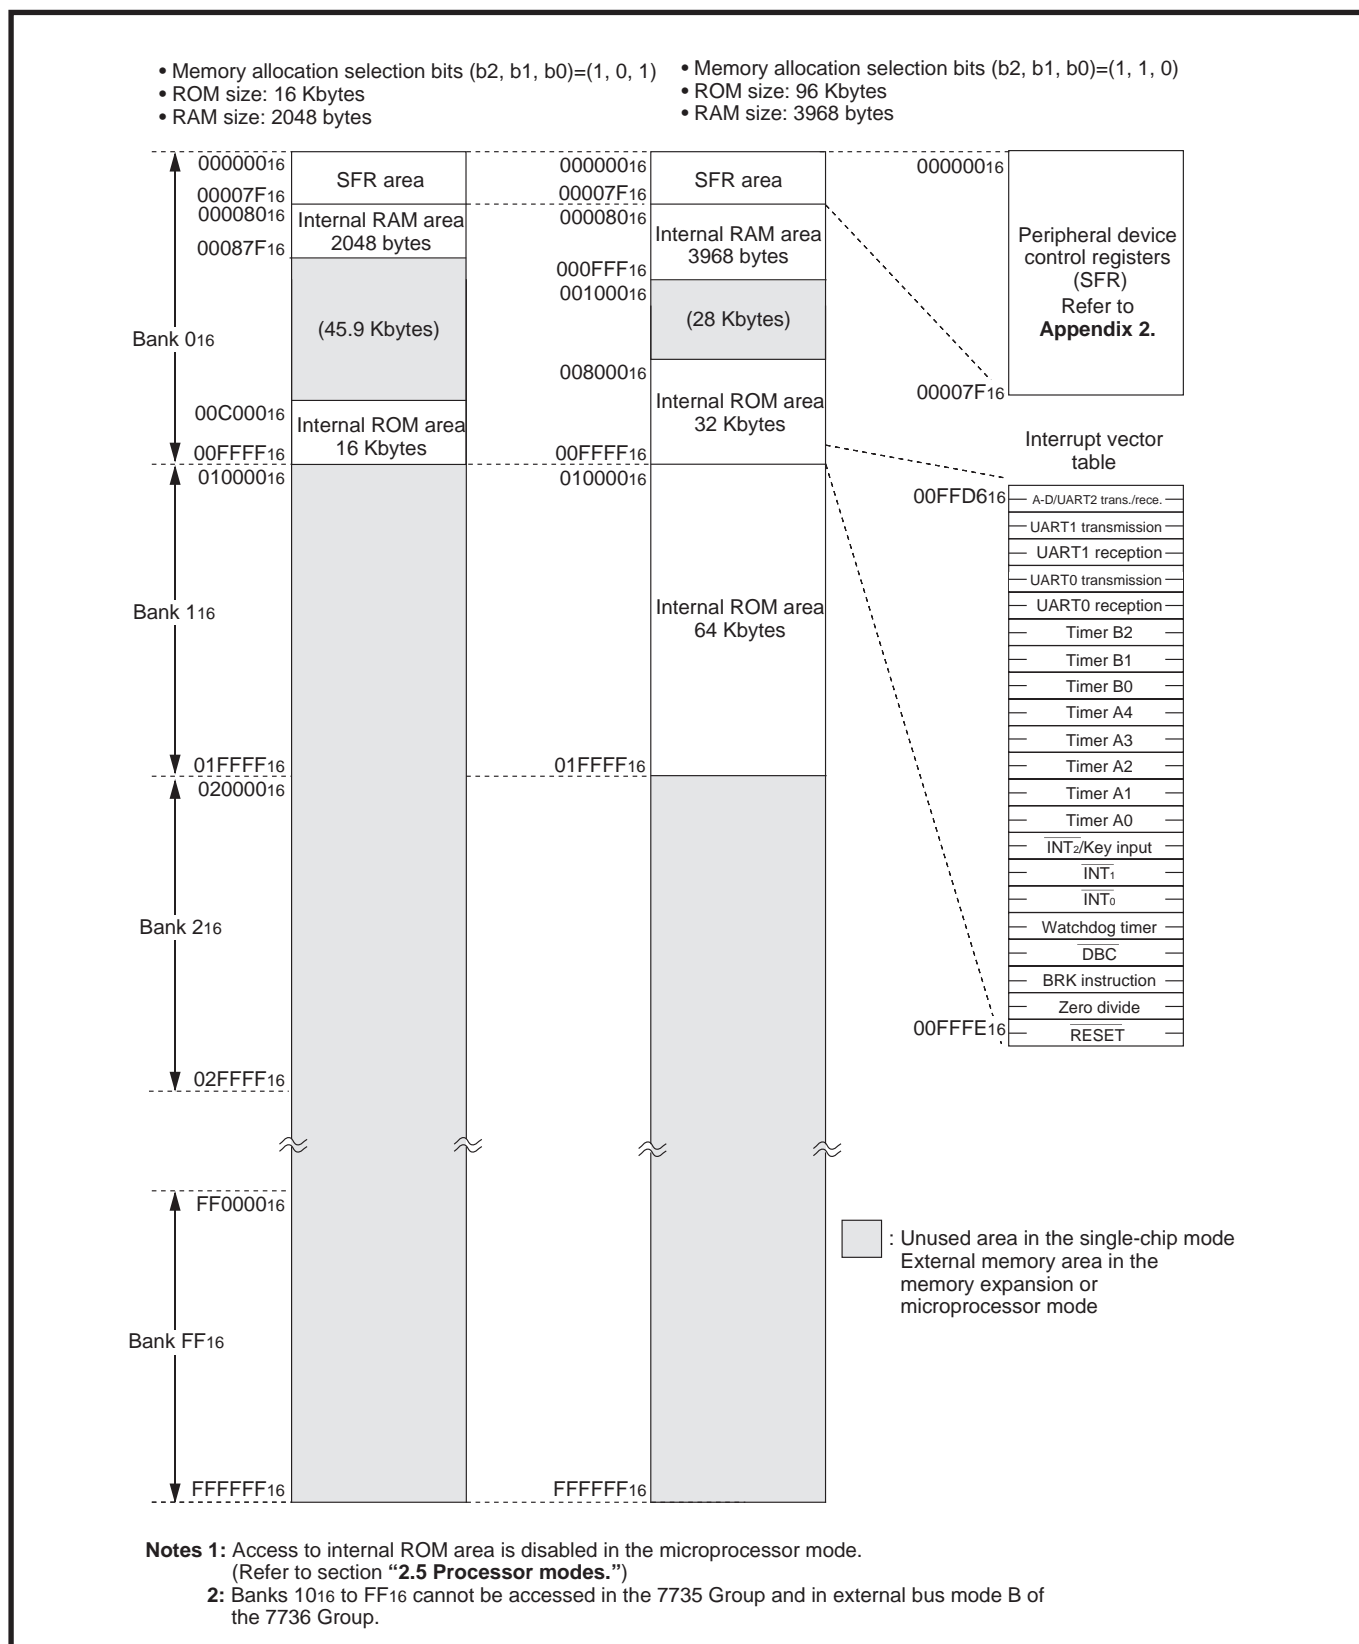 • Memory allocation selection bits (b2, b1, b0)=(1, 0, 1)
• ROM size: 16 Kbytes
• RAM size: 2048 bytes
• Memory allocation selection bits (b2, b1, b0)=(1, 1, 0)
• ROM size: 96 Kbytes
• RAM size: 3968 bytes
00000016
00007F16
00008016
00087F16
00C00016
00FFFF16
01000016
01FFFF16
02000016
02FFFF16
FF000016
FFFFFF16
Bank 016
Bank 116
Bank 216
Bank FF16
SFR area
Internal RAM area
2048 bytes
(45.9 Kbytes)
Internal ROM area
16 Kbytes
00000016
00007F16
00008016
000FFF16
00100016
00800016
00FFFF16
01000016
01FFFF16
FFFFFF16
SFR area
Internal RAM area
3968 bytes
(28 Kbytes)
Internal ROM area
32 Kbytes
Internal ROM area
64 Kbytes
00000016
00007F16
Peripheral device
control registers
(SFR)
Refer to
Appendix 2.
Interrupt vector
table
00FFD616
A-D/UART2 trans./rece.
UART1 transmission
UART1 reception
UART0 transmission
UART0 reception
Timer B2
Timer B1
Timer B0
Timer A4
Timer A3
Timer A2
Timer A1
Timer A0
INT2/Key input
INT1
INT0
Watchdog timer
DBC
BRK instruction
Zero divide
00FFFE16
RESET
: Unused area in the single-chip mode
External memory area in the
memory expansion or
microprocessor mode
Notes 1: Access to internal ROM area is disabled in the microprocessor mode.
(Refer to section “2.5 Processor modes.”)
2: Banks 1016 to FF16 cannot be accessed in the 7735 Group and in external bus mode B of
the 7736 Group.